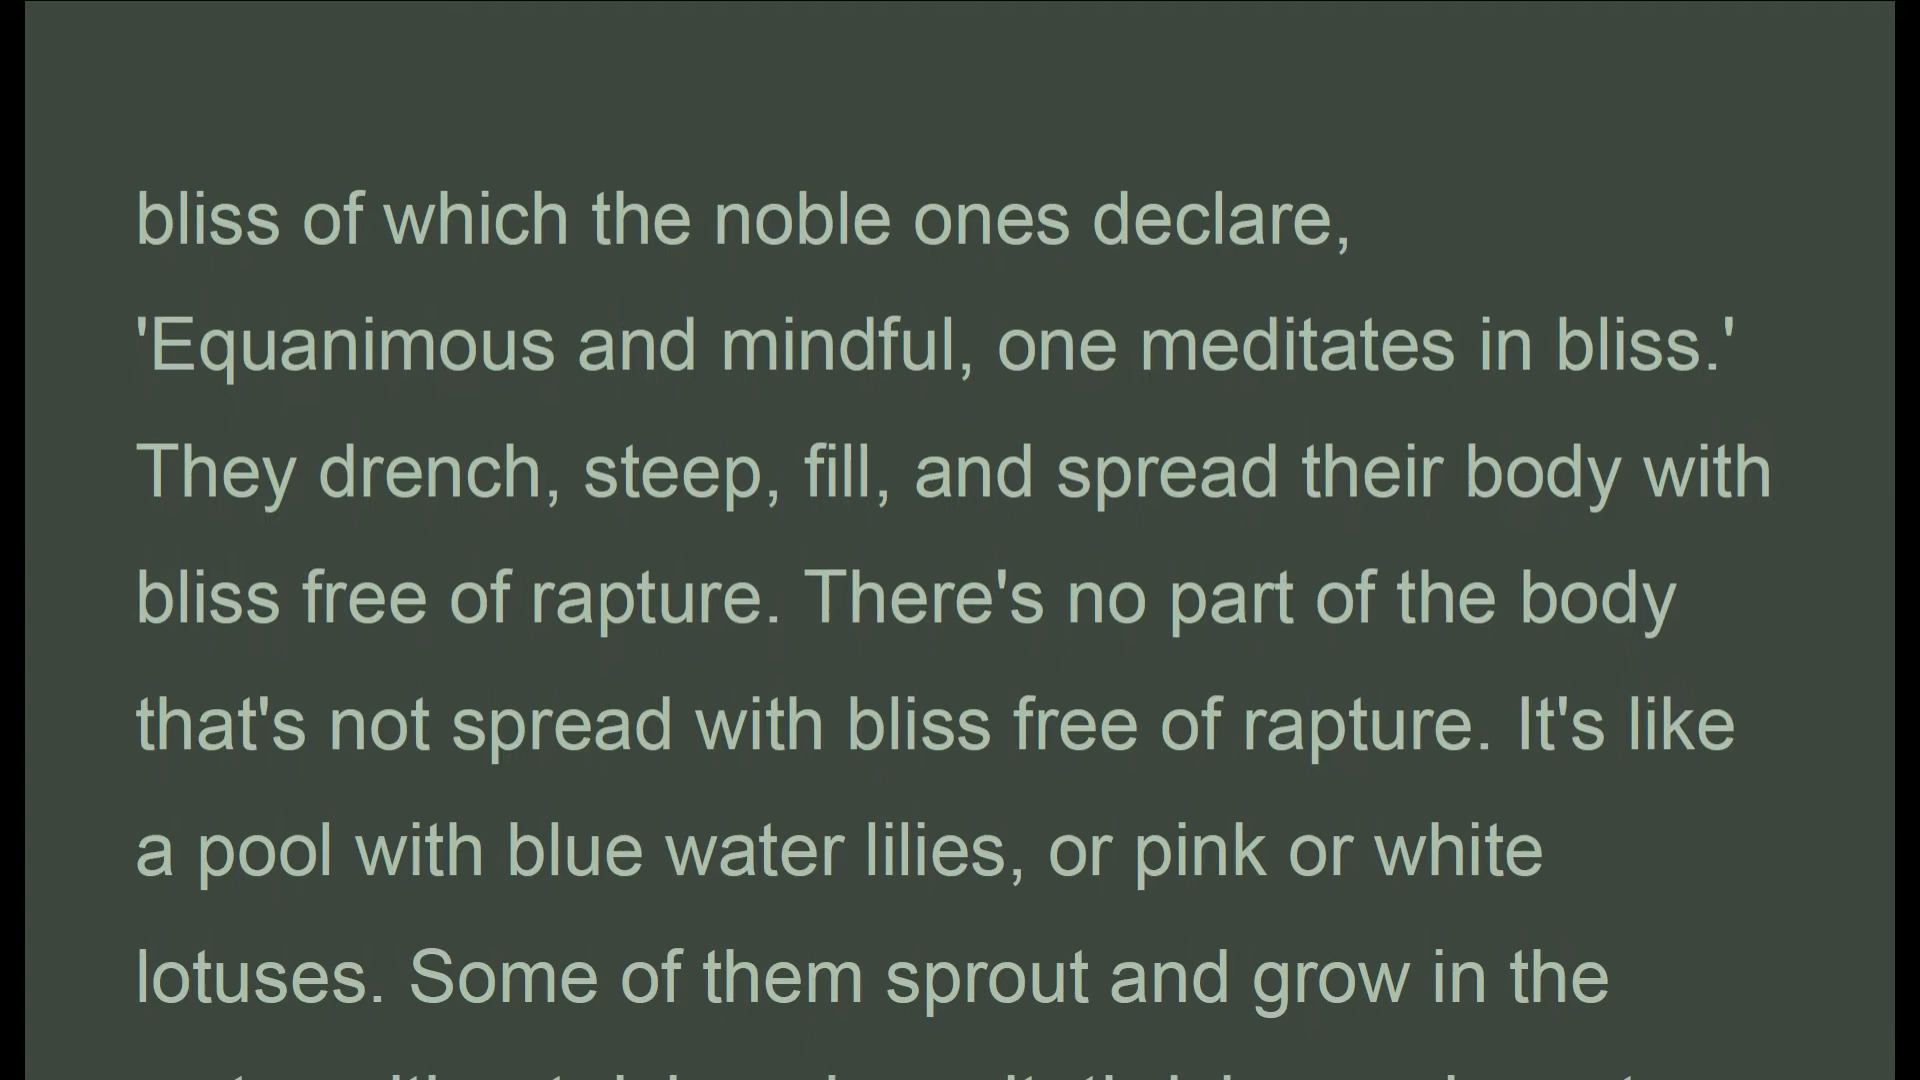 bliss of which the noble ones declare,
'Equanimous and mindful, one meditates in bliss.'
They drench, steep, fill, and spread their body with
bliss free of rapture. There's no part of the body
that's not spread with bliss free of rapture. It's like
a pool with blue water lilies, or pink or white
lotuses. Some of them sprout and grow in the